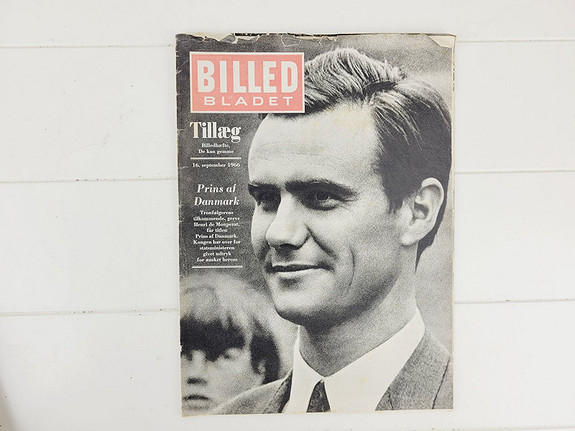 BILLED
BLADET
Tillæg
Billedhæfte,
De kan gemme
16. september 1966
Prins af
Danmark
Tronfølgerens
tilkommende, greve
Henri de Monpezat,
får titlen
Prins af Danmark.
Kongen har over for
statsministeren
givet udtryk
for ønsket herom